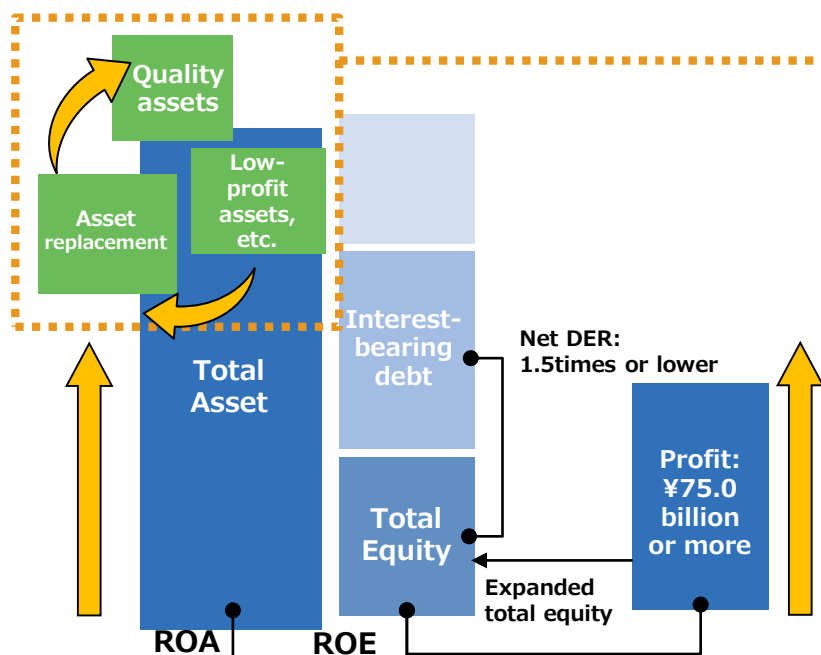 Quality
assets
Low-
profit
assets,
etc.
Asset
replacement
Total
Asset
Interest-
bearing
debt
Net DER:
1.5times or lower
Total
Equity
Profit:
¥75.0
billion
or more
Expanded
total equity
ROA
ROE